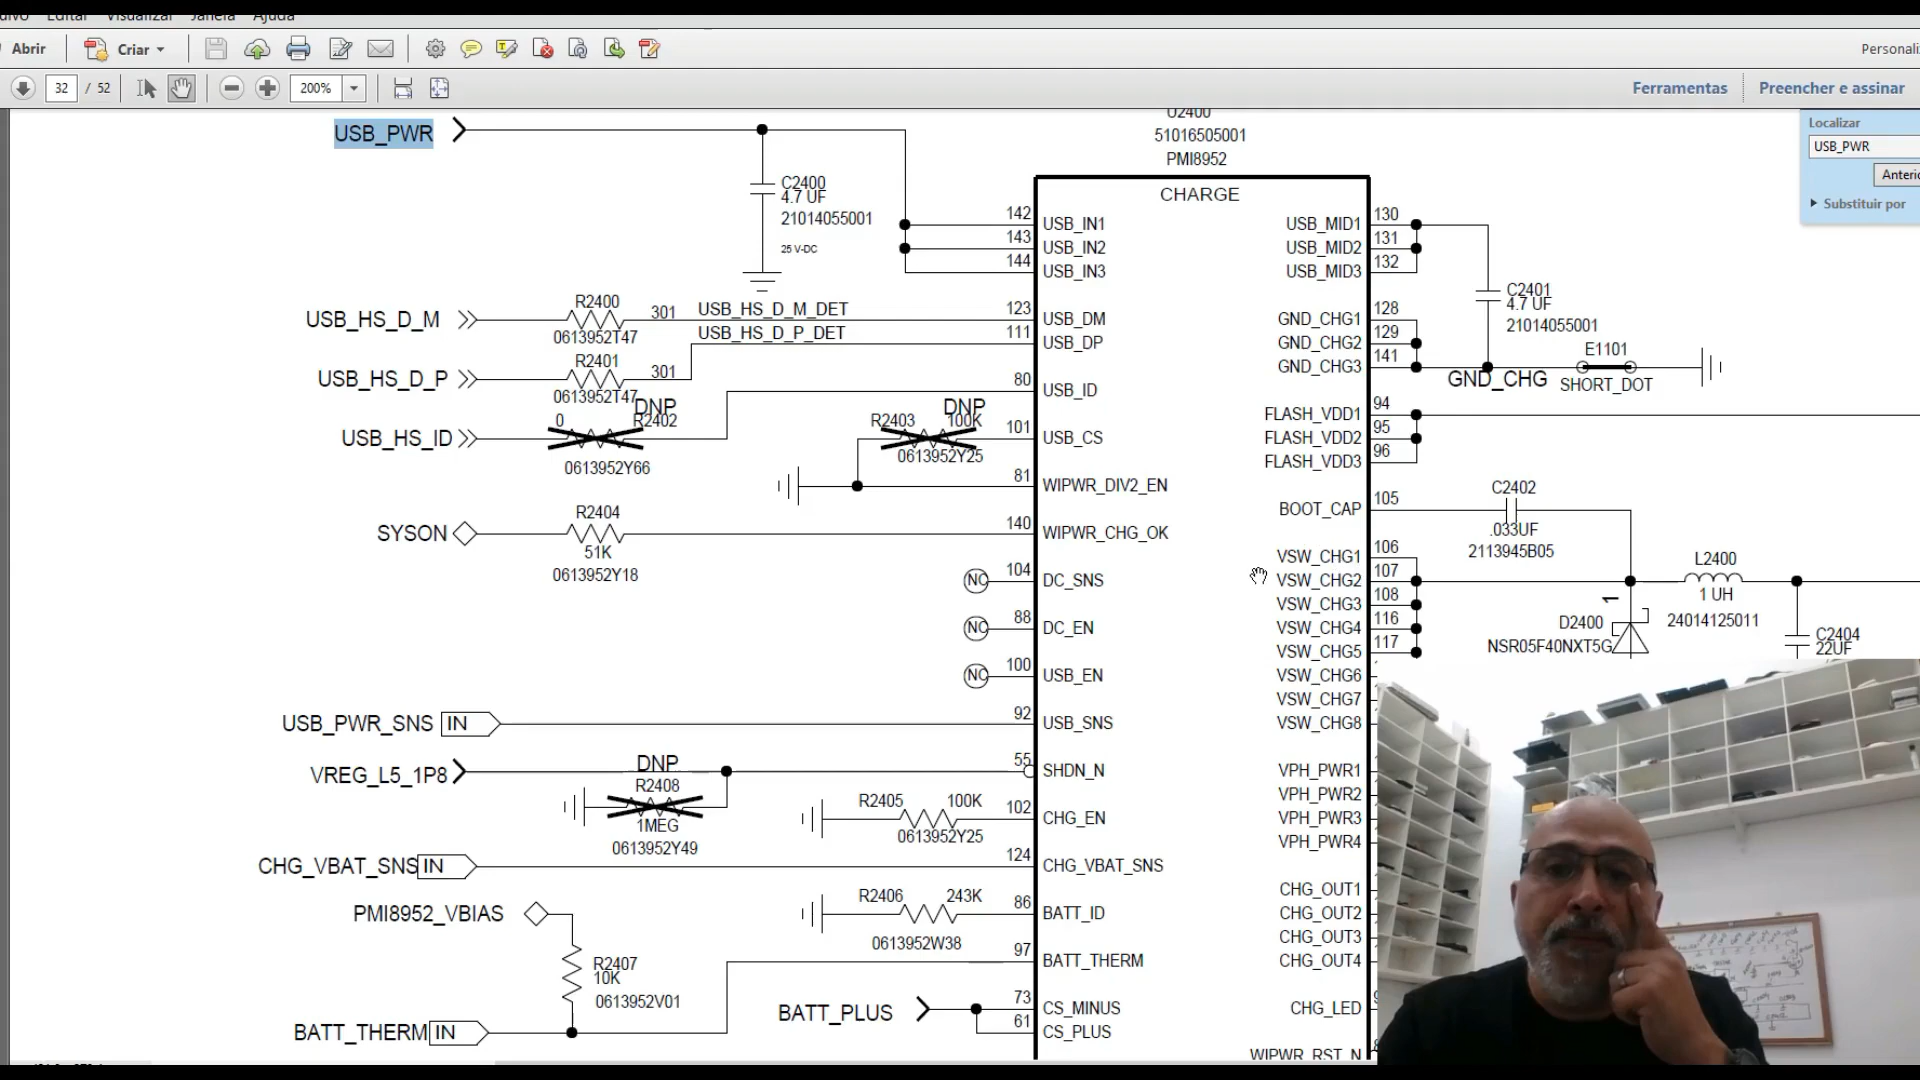 Editar Visualizar Janela Ajuda
Abrir
Criar
Personali
32 / 52
200%
Ferramentas
Preencher e assinar
Localizar
USB_PWR
Anterio
Substituir por
USB_PWR
C2400
4.7 UF
21014055001
25 V-DC
USB_HS_D_M
R2400
301
0613952T47
USB_HS_D_M_DET
USB_HS_D_P_DET
USB_HS_D_P
R2401
301
0613952T47
DNP
USB_HS_ID
0
R2402
0613952Y66
DNP
R2403
100K
0613952Y25
SYSON
R2404
51K
0613952Y18
NC
NC
NC
USB_PWR_SNS
IN
VREG_L5_1P8
DNP
R2408
1MEG
0613952Y49
R2405
100K
0613952Y25
CHG_VBAT_SNS
IN
PMI8952_VBIAS
R2406
243K
0613952W38
R2407
10K
0613952V01
BATT_THERM
IN
BATT_PLUS
U2400
51016505001
PMI8952
CHARGE
142 USB_IN1
143 USB_IN2
144 USB_IN3
123 USB_DM
111 USB_DP
80 USB_ID
101 USB_CS
81 WIPWR_DIV2_EN
140 WIPWR_CHG_OK
104 DC_SNS
88 DC_EN
100 USB_EN
92 USB_SNS
55 SHDN_N
102 CHG_EN
124 CHG_VBAT_SNS
86 BATT_ID
97 BATT_THERM
73 CS_MINUS
61 CS_PLUS
USB_MID1 130
USB_MID2 131
USB_MID3 132
GND_CHG1 128
GND_CHG2 129
GND_CHG3 141
FLASH_VDD1 94
FLASH_VDD2 95
FLASH_VDD3 96
BOOT_CAP 105
VSW_CHG1 106
VSW_CHG2 107
VSW_CHG3 108
VSW_CHG4 116
VSW_CHG5 117
VSW_CHG6
VSW_CHG7
VSW_CHG8
VPH_PWR1
VPH_PWR2
VPH_PWR3
VPH_PWR4
CHG_OUT1
CHG_OUT2
CHG_OUT3
CHG_OUT4
CHG_LED
WIPWR_RST_N
C2401
4.7 UF
21014055001
E1101
GND_CHG
SHORT_DOT
C2402
.033UF
2113945B05
L2400
1 UH
24014125011
1
D2400
NSR05F40NXT5G
C2404
22UF